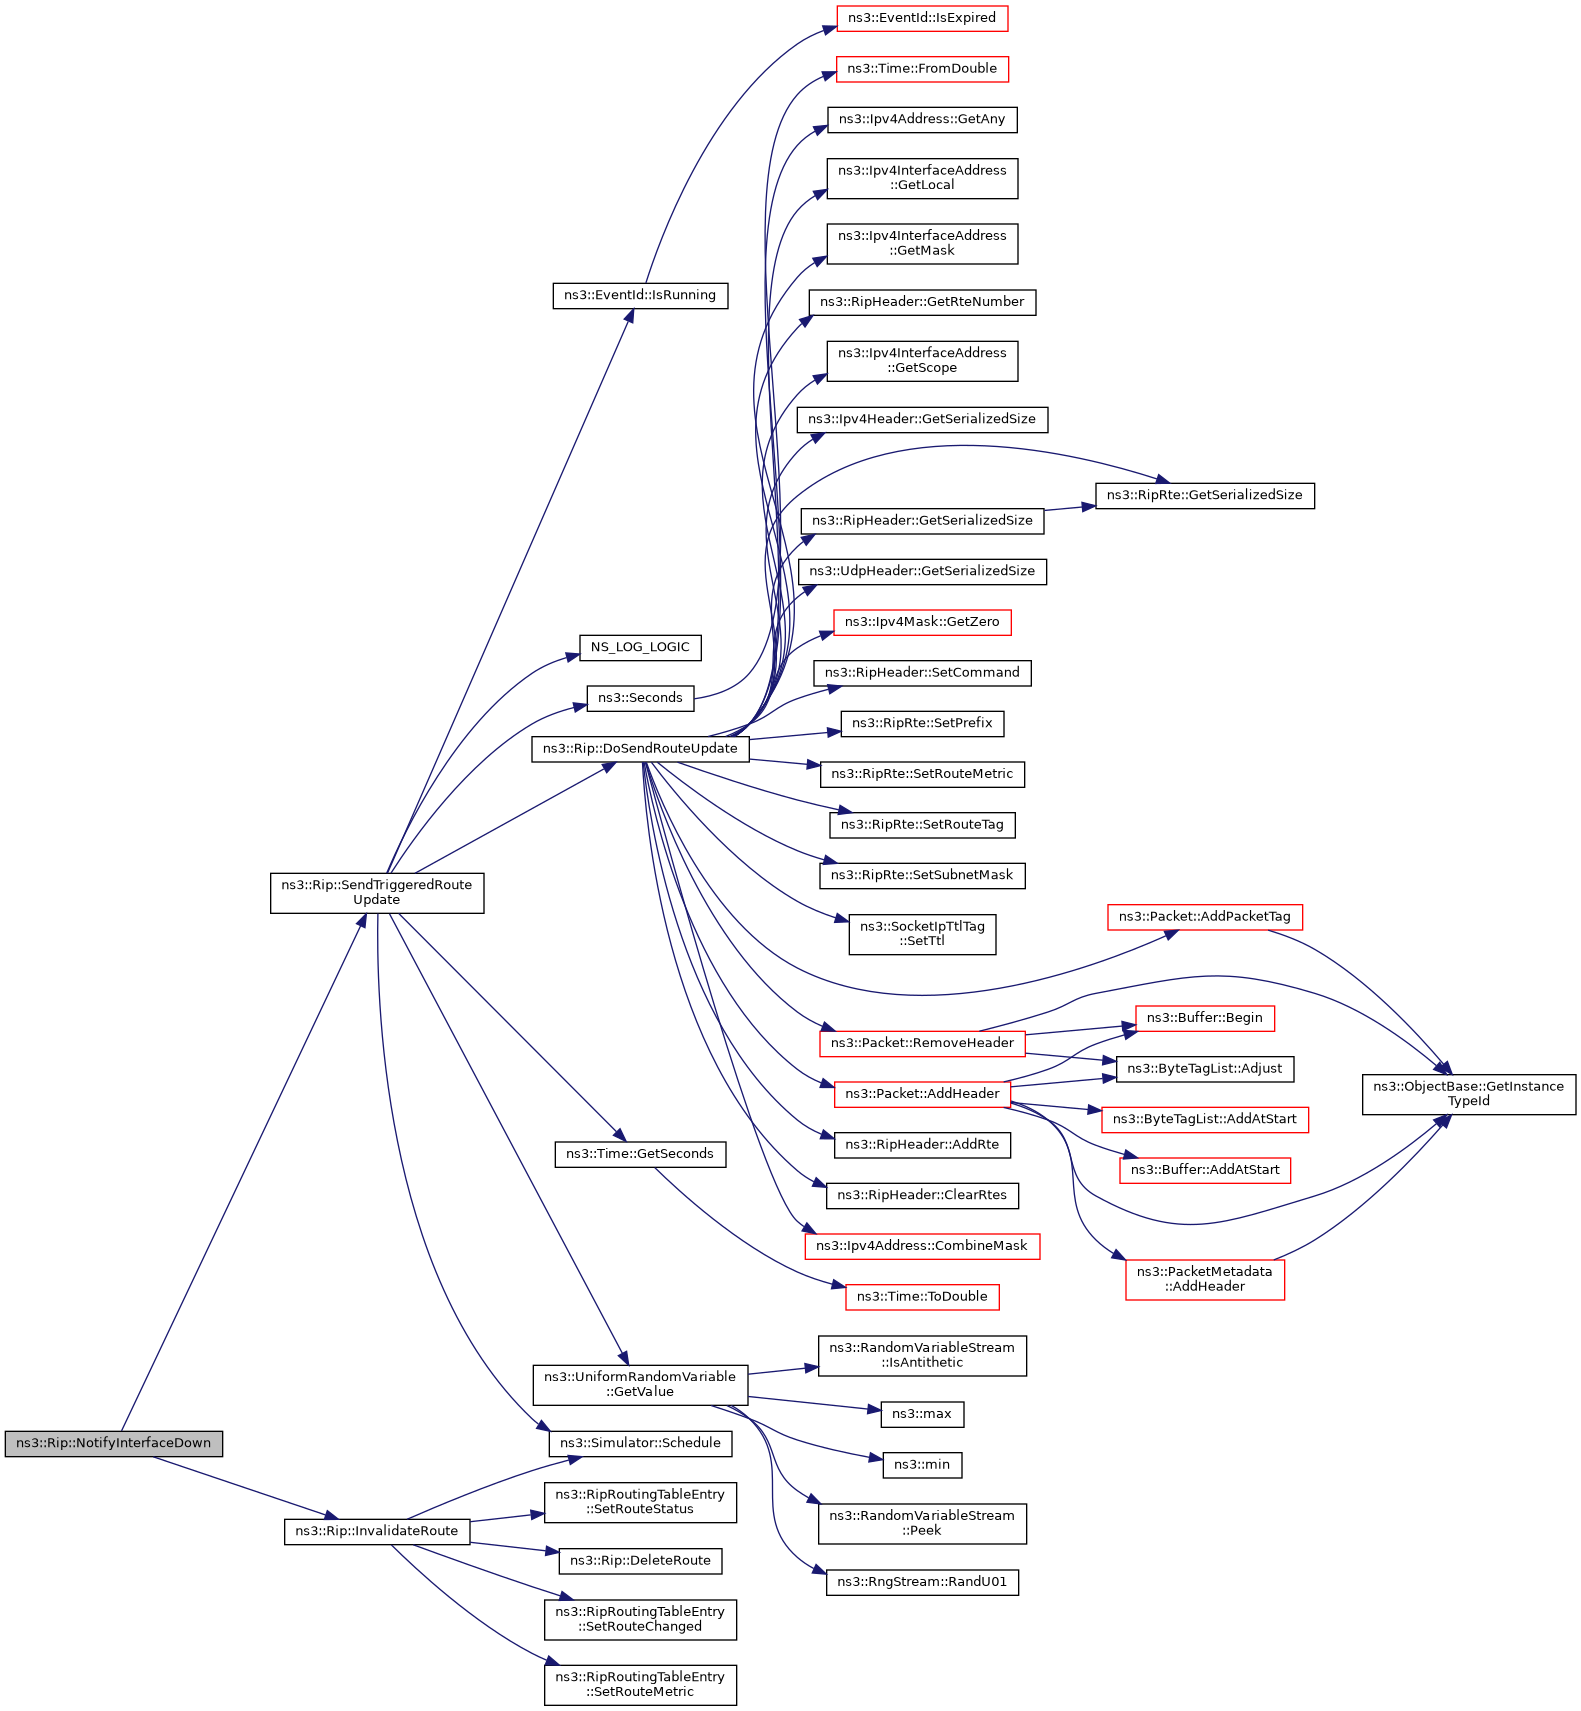 ns3::EventId::IsExpired
ns3::Time::FromDouble
ns3::Ipv4Address::GetAny
ns3::Ipv4InterfaceAddress
::GetLocal
ns3::Ipv4InterfaceAddress
::GetMask
ns3::EventId::IsRunning
ns3::RipHeader::GetRteNumber
ns3::Ipv4InterfaceAddress
::GetScope
ns3::Ipv4Header::GetSerializedSize
ns3::RipRte::GetSerializedSize
ns3::RipHeader::GetSerializedSize
ns3::UdpHeader::GetSerializedSize
ns3::Ipv4Mask::GetZero
NS_LOG_LOGIC
ns3::RipHeader::SetCommand
ns3::Seconds
ns3::RipRte::SetPrefix
ns3::Rip::DoSendRouteUpdate
ns3::RipRte::SetRouteMetric
ns3::RipRte::SetRouteTag
ns3::RipRte::SetSubnetMask
ns3::Rip::SendTriggeredRoute
Update
ns3::SocketIpTtlTag
::SetTtl
ns3::Packet::AddPacketTag
ns3::Buffer::Begin
ns3::Packet::RemoveHeader
ns3::ByteTagList::Adjust
ns3::ObjectBase::GetInstance
TypeId
ns3::Packet::AddHeader
ns3::ByteTagList::AddAtStart
ns3::RipHeader::AddRte
ns3::Time::GetSeconds
ns3::Buffer::AddAtStart
ns3::RipHeader::ClearRtes
ns3::Ipv4Address::CombineMask
ns3::PacketMetadata
::AddHeader
ns3::Time::ToDouble
ns3::RandomVariableStream
::IsAntithetic
ns3::UniformRandomVariable
::GetValue
ns3::max
ns3::Rip::NotifyInterfaceDown
ns3::Simulator::Schedule
ns3::min
ns3::RipRoutingTableEntry
::SetRouteStatus
ns3::RandomVariableStream
::Peek
ns3::Rip::InvalidateRoute
ns3::Rip::DeleteRoute
ns3::RngStream::RandU01
ns3::RipRoutingTableEntry
::SetRouteChanged
ns3::RipRoutingTableEntry
::SetRouteMetric